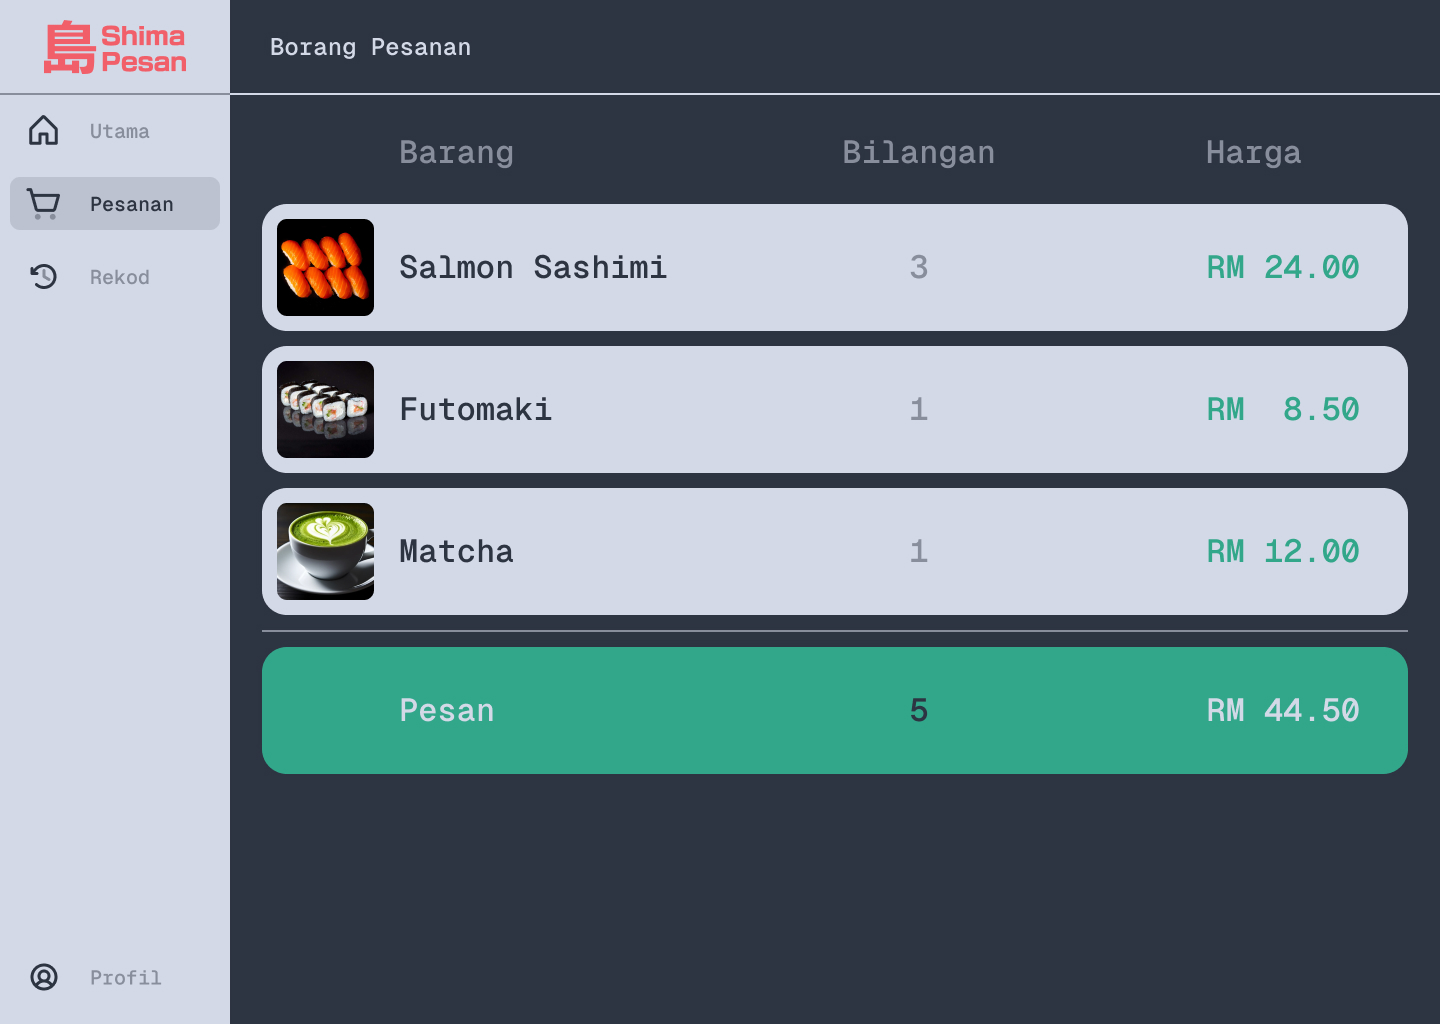 島 Shima
Pesan
Borang Pesanan
Utama
Pesanan
Rekod
Profil
Barang Bilangan Harga
Salmon Sashimi 3 RM 24.00
Futomaki 1 RM 8.50
Matcha 1 RM 12.00
Pesan 5 RM 44.50